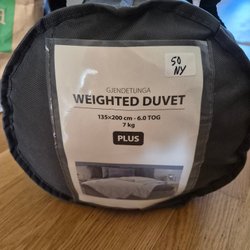 50
NY
GJENDETUNGA
WEIGHTED DUVET
135×200 cm - 6.0 TOG
7 kg
PLUS